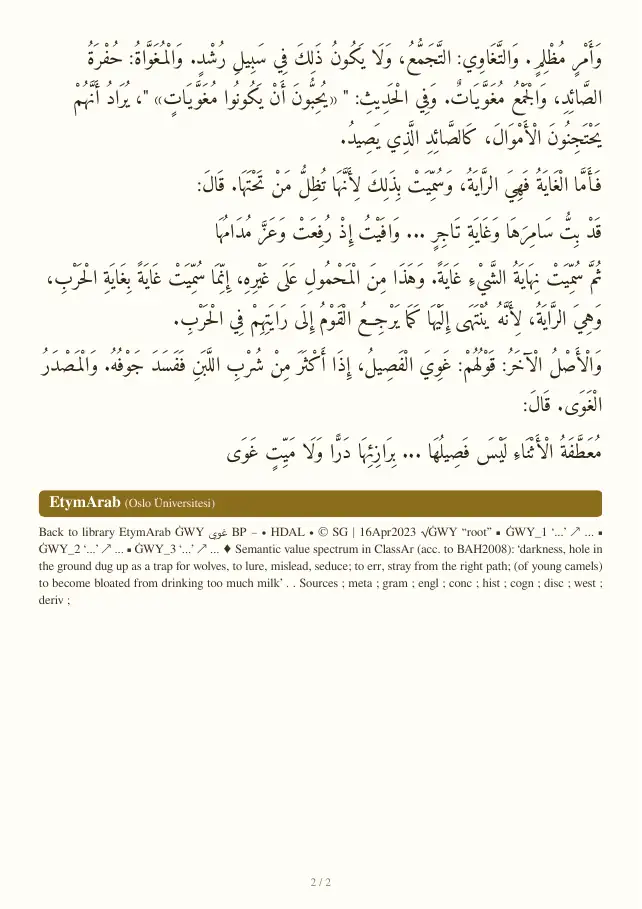 وَأَمْرٍ مُظْلِمٍ. وَالتَّغَاوِي: التَّجَمُّعُ، وَلَا يَكُونُ ذَلِكَ فِي سَبِيلِ رُشْدٍ. وَالْمُغَوَّاةُ: حُفْرَةُ
الصَّائِدِ، وَالْجَمْعُ مُغَوَّيَاتٌ. وَفِي الْحَدِيثِ: " «يُحِبُّونَ أَنْ يَكُونُوا مُغَوَّيَاتٍ» "، يُرَادُ أَنَّهُمْ
يَحْتَجِنُونَ الْأَمْوَالَ، كَالصَّائِدِ الَّذِي يَصِيدُ.
فَأَمَّا الْغَايَةُ فَهِيَ الرَّايَةُ، وَسُمِّيَتْ بِذَلِكَ لِأَنَّهَا تُظِلُّ مَنْ تَحْتَهَا. قَالَ:
قَدْ بِتُّ سَامِرَهَا وَغَايَةِ تَاجِرٍ ... وَافَيْتُ إِذْ رُفِعَتْ وَعَزَّ مُدَامُهَا
ثُمَّ سُمِّيَتْ نِهَايَةُ الشَّيْءِ غَايَةً. وَهَذَا مِنَ الْمَحْمُولِ عَلَى غَيْرِهِ، إِنَّمَا سُمِّيَتْ غَايَةً بِغَايَةِ الْحَرْبِ،
وَهِيَ الرَّايَةُ، لِأَنَّهُ يُنْتَهَى إِلَيْهَا كَمَا يَرْجِعُ الْقَوْمُ إِلَى رَايَتِهِمْ فِي الْحَرْبِ.
وَالْأَصْلُ الْآخَرُ: قَوْلُهُمْ: غَوِيَ الْفَصِيلُ، إِذَا أَكْثَرَ مِنْ شُرْبِ اللَّبَنِ فَفَسَدَ جَوْفُهُ. وَالْمَصْدَرُ
الْغَوَى. قَالَ:
مُعَطَّفَةُ الْأَثْنَاءِ لَيْسَ فَصِيلُهَا ... بِرَازِئِهَا دَرًّا وَلَا مَيِّتٍ غَوَى
EtymArab (Oslo Üniversitesi)
Back to library EtymArab ĠWY غوي BP – • HDAL • © SG | 16Apr2023 √ĠWY “root” ▪ ĠWY_1 ‘...’ ↗ ... ▪
ĠWY_2 ‘...’ ↗ ... ▪ ĠWY_3 ‘...’ ↗ ... ♦ Semantic value spectrum in ClassAr (acc. to BAH2008): ‘darkness, hole in
the ground dug up as a trap for wolves, to lure, mislead, seduce; to err, stray from the right path; (of young camels)
to become bloated from drinking too much milk’ . . Sources ; meta ; gram ; engl ; conc ; hist ; cogn ; disc ; west ;
deriv ;
2 / 2